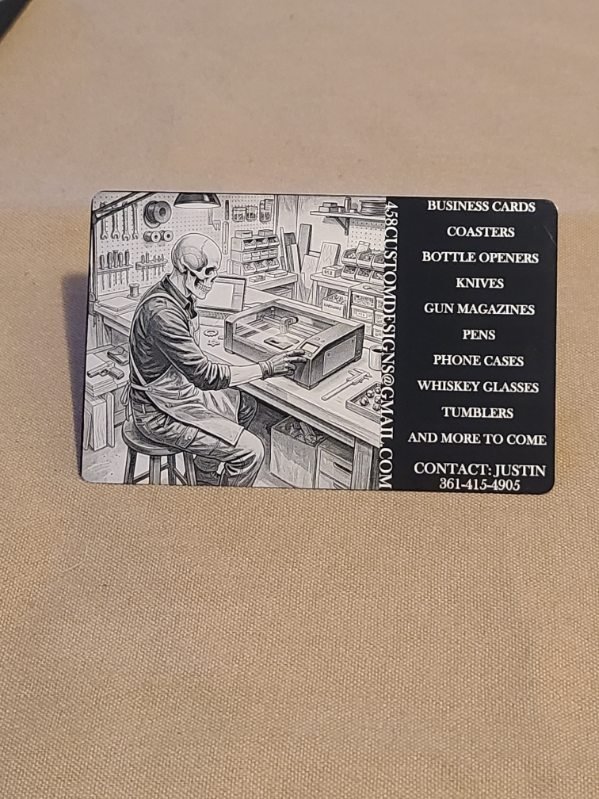 458CUSTOMDESIGNS@GMAIL.COM
BUSINESS CARDS
COASTERS
BOTTLE OPENERS
KNIVES
GUN MAGAZINES
PENS
PHONE CASES
WHISKEY GLASSES
TUMBLERS
AND MORE TO COME
CONTACT: JUSTIN
361-415-4905